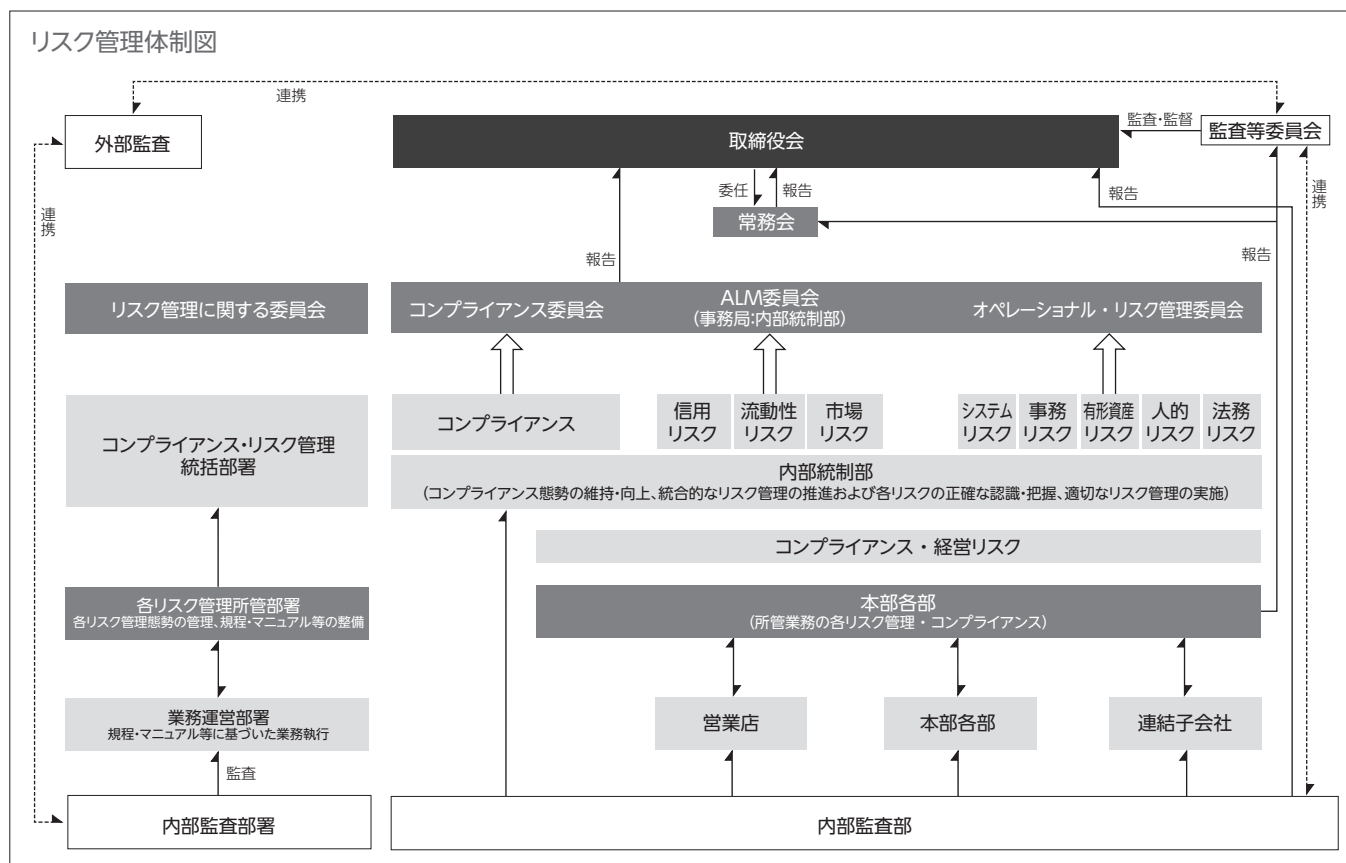 リスク管理体制図
連携
外部監査
取締役会
監査・監督
監査等委員会
委任
報告
報告
連携
連携
常務会
報告
報告
リスク管理に関する委員会
コンプライアンス委員会
ALM委員会
(事務局:内部統制部)
オペレーショナル・リスク管理委員会
コンプライアンス・リスク管理
統括部署
コンプライアンス
信用
リスク
流動性
リスク
市場
リスク
システム
リスク
事務
リスク
有形資産
リスク
人的
リスク
法務
リスク
内部統制部
(コンプライアンス態勢の維持・向上、統合的なリスク管理の推進および各リスクの正確な認識・把握、適切なリスク管理の実施)
コンプライアンス・経営リスク
各リスク管理所管部署
各リスク管理態勢の管理、規程・マニュアル等の整備
本部各部
(所管業務の各リスク管理・コンプライアンス)
業務運営部署
規程・マニュアル等に基づいた業務執行
営業店
本部各部
連結子会社
監査
内部監査部署
内部監査部